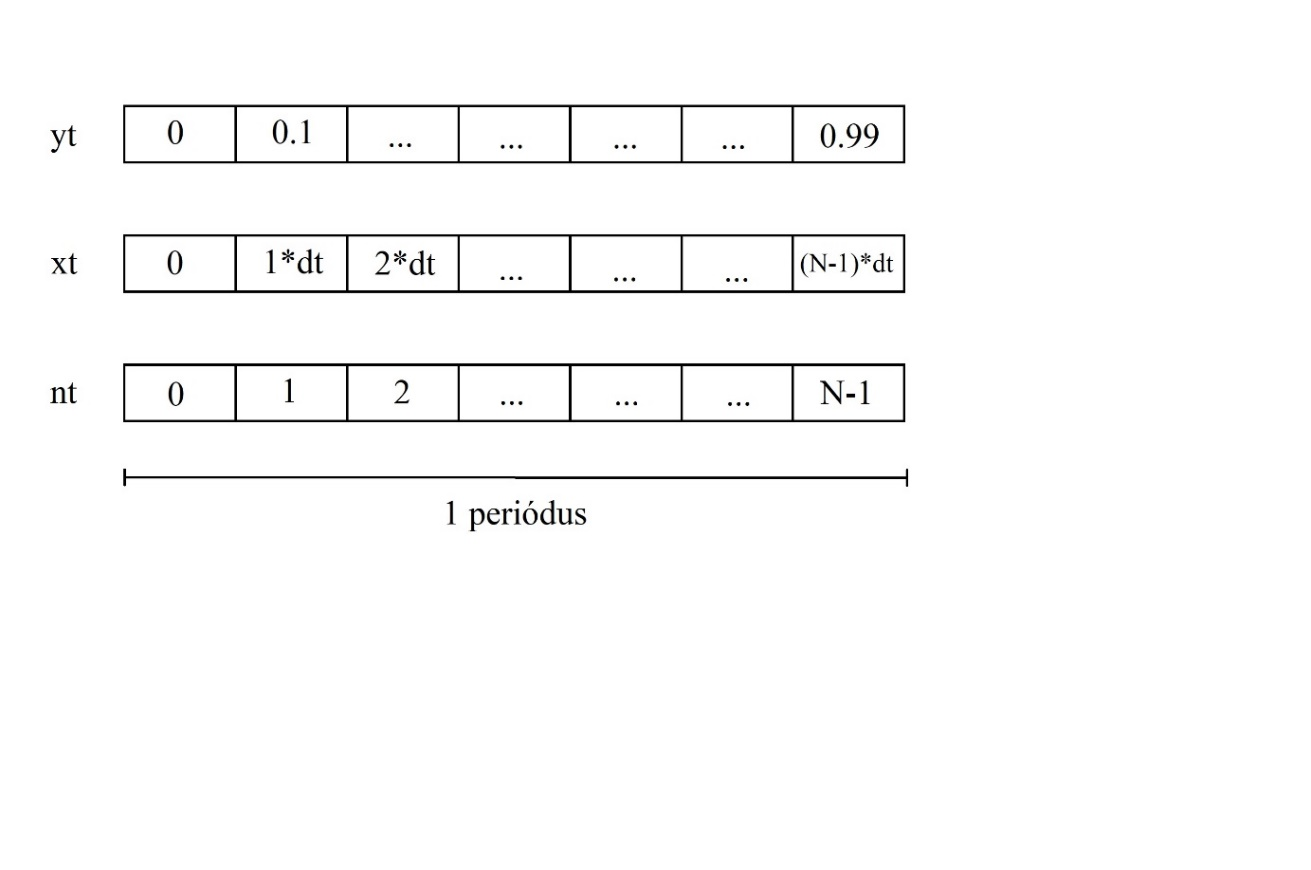 yt 0 0.1 ... ... ... ... 0.99
xt 0 1*dt 2*dt ... ... ... (N-1)*dt
nt 0 1 2 ... ... ... N-1
1 periódus